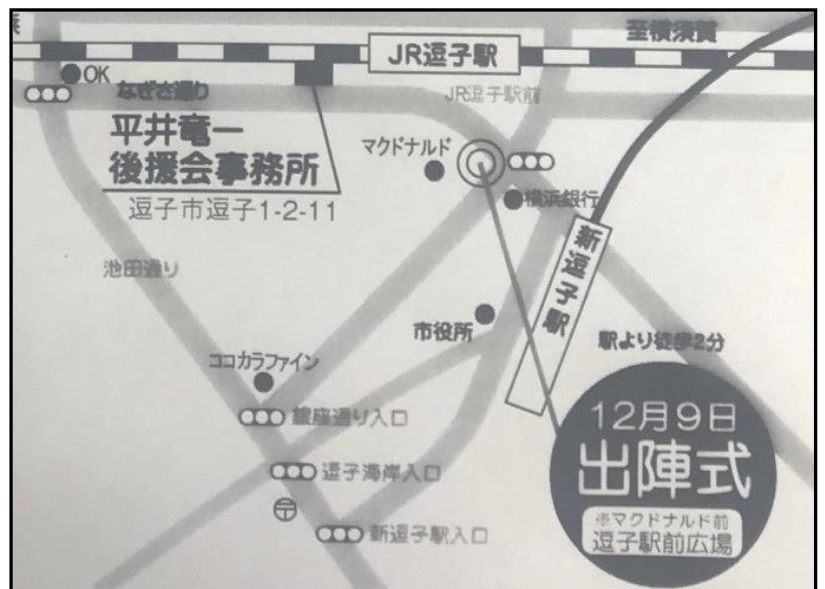 至横須賀
JR逗子駅
OK
なぎさ通り
JR逗子駅前
平井竜一
後援会事務所
逗子市逗子1-2-11
マクドナルド
横浜銀行
新逗子駅
池田通り
市役所
駅より徒歩2分
ココカラファイン
銀座通り入口
逗子海岸入口
新逗子駅入口
12月9日
出陣式
※マクドナルド前
逗子駅前広場